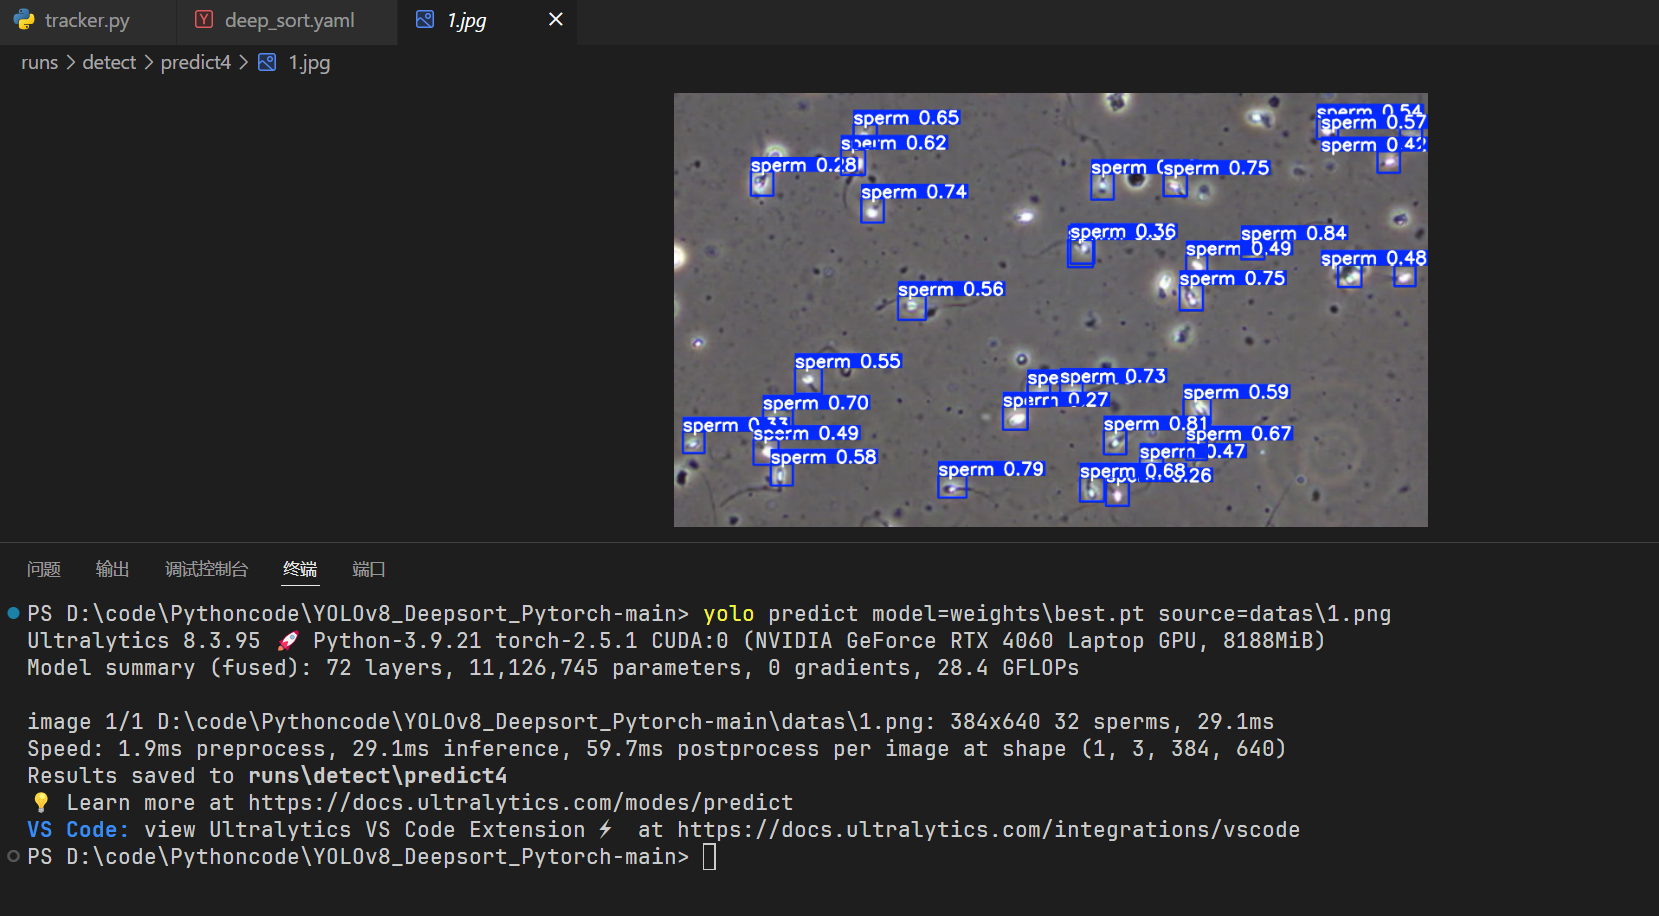 tracker.py
deep_sort.yaml
1.jpg
runs > detect > predict4 > 1.jpg
sperm 0.54
sperm 0.65
sperm 0.57
sperm 0.62
sperm 0.42
sperm 0.28
sperm
sperm 0.75
sperm 0.74
sperm 0.36
sperm 0.84
sperm 0.49
sperm 0.48
sperm 0.75
sperm 0.56
sperm 0.55
sperm 0.73
sperm 0.59
sperm 0.27
sperm 0.70
sperm 0.33
sperm 0.81
sperm 0.49
sperm 0.67
sperm 0.47
sperm 0.58
sperm 0.79
sperm 0.68
0.26
问题 输出 调试控制台 终端 端口
PS D:\code\Pythoncode\YOLOv8_Deepsort_Pytorch-main> yolo predict model=weights\best.pt source=datas\1.png
Ultralytics 8.3.95 🚀 Python-3.9.21 torch-2.5.1 CUDA:0 (NVIDIA GeForce RTX 4060 Laptop GPU, 8188MiB)
Model summary (fused): 72 layers, 11,126,745 parameters, 0 gradients, 28.4 GFLOPs
image 1/1 D:\code\Pythoncode\YOLOv8_Deepsort_Pytorch-main\datas\1.png: 384x640 32 sperms, 29.1ms
Speed: 1.9ms preprocess, 29.1ms inference, 59.7ms postprocess per image at shape (1, 3, 384, 640)
Results saved to runs\detect\predict4
💡 Learn more at https://docs.ultralytics.com/modes/predict
VS Code: view Ultralytics VS Code Extension ⚡ at https://docs.ultralytics.com/integrations/vscode
PS D:\code\Pythoncode\YOLOv8_Deepsort_Pytorch-main>